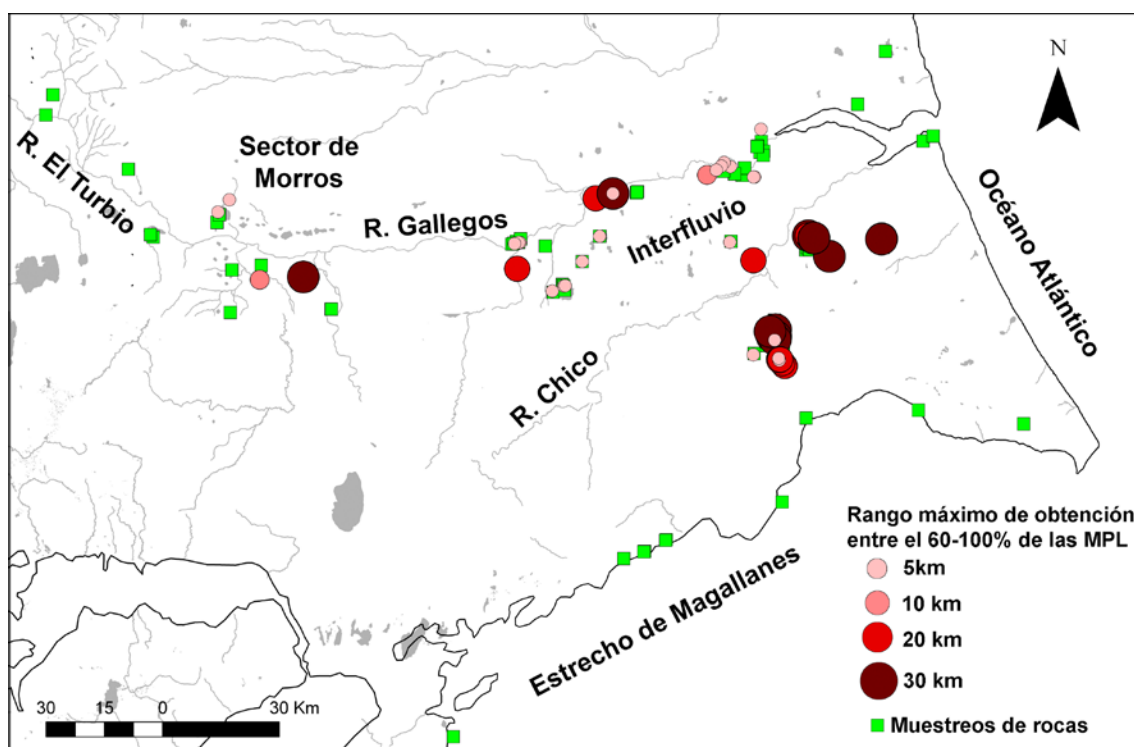 N
Sector de
Morros
R. El Turbio
R. Gallegos
Interfluvio
Océano Atlántico
R. Chico
Estrecho de Magallanes
Rango máximo de obtención
entre el 60-100% de las MPL
5km
10 km
20 km
30 km
Muestreos de rocas
30 15 0 30 Km